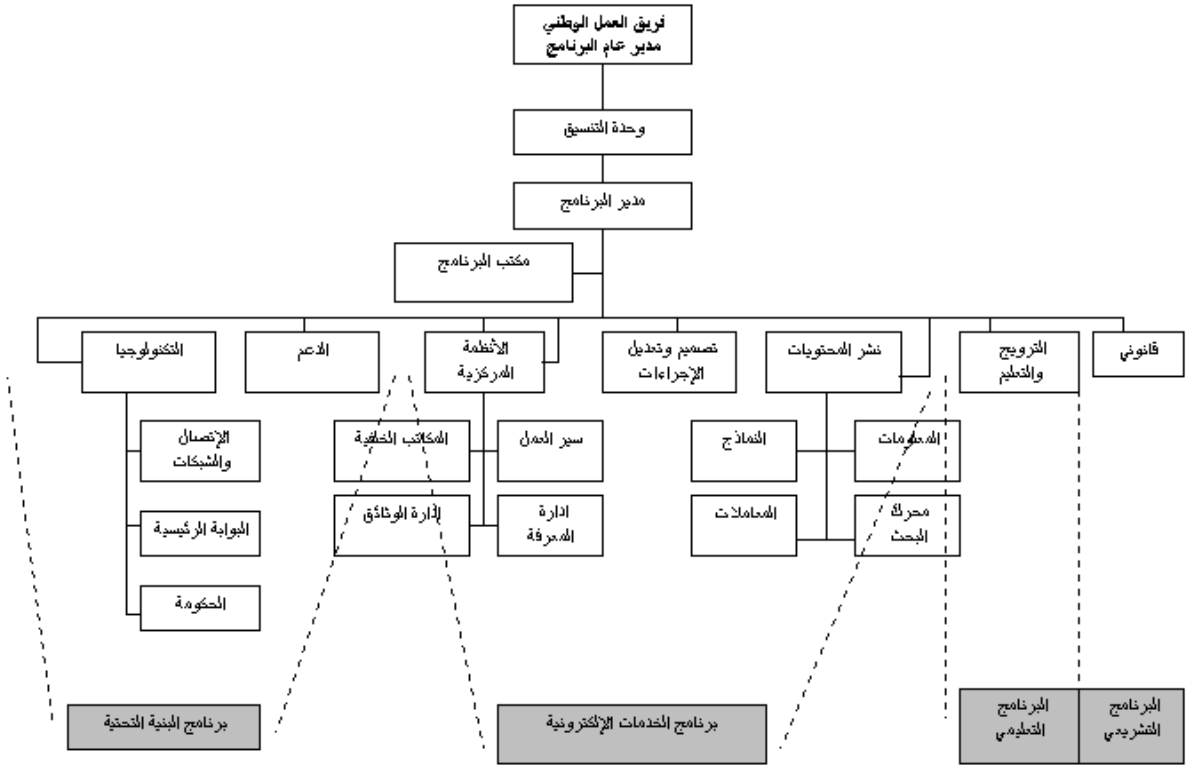 فريق العمل الوطني
مدير عام البرنامج
وحدة التنسيق
مدير البرنامج
مكتب البرنامج
قانوني
الترويج
والتعليم
نشر المحتويات
تصميم وتعديل
الإجراءات
الأنظمة
المركزية
الدعم
التكنولوجيا
المعلومات
النماذج
سير العمل
المكاتب الخلفية
الإتصال
والشبكات
محرك
البحث
المعاملات
ادارة
المعرفة
إدارة الوثائق
البوابة الرئيسية
الحكومة
البرنامج
التشريعي
البرنامج
التعليمي
برنامج الخدمات الإلكترونية
برنامج البنية التحتية